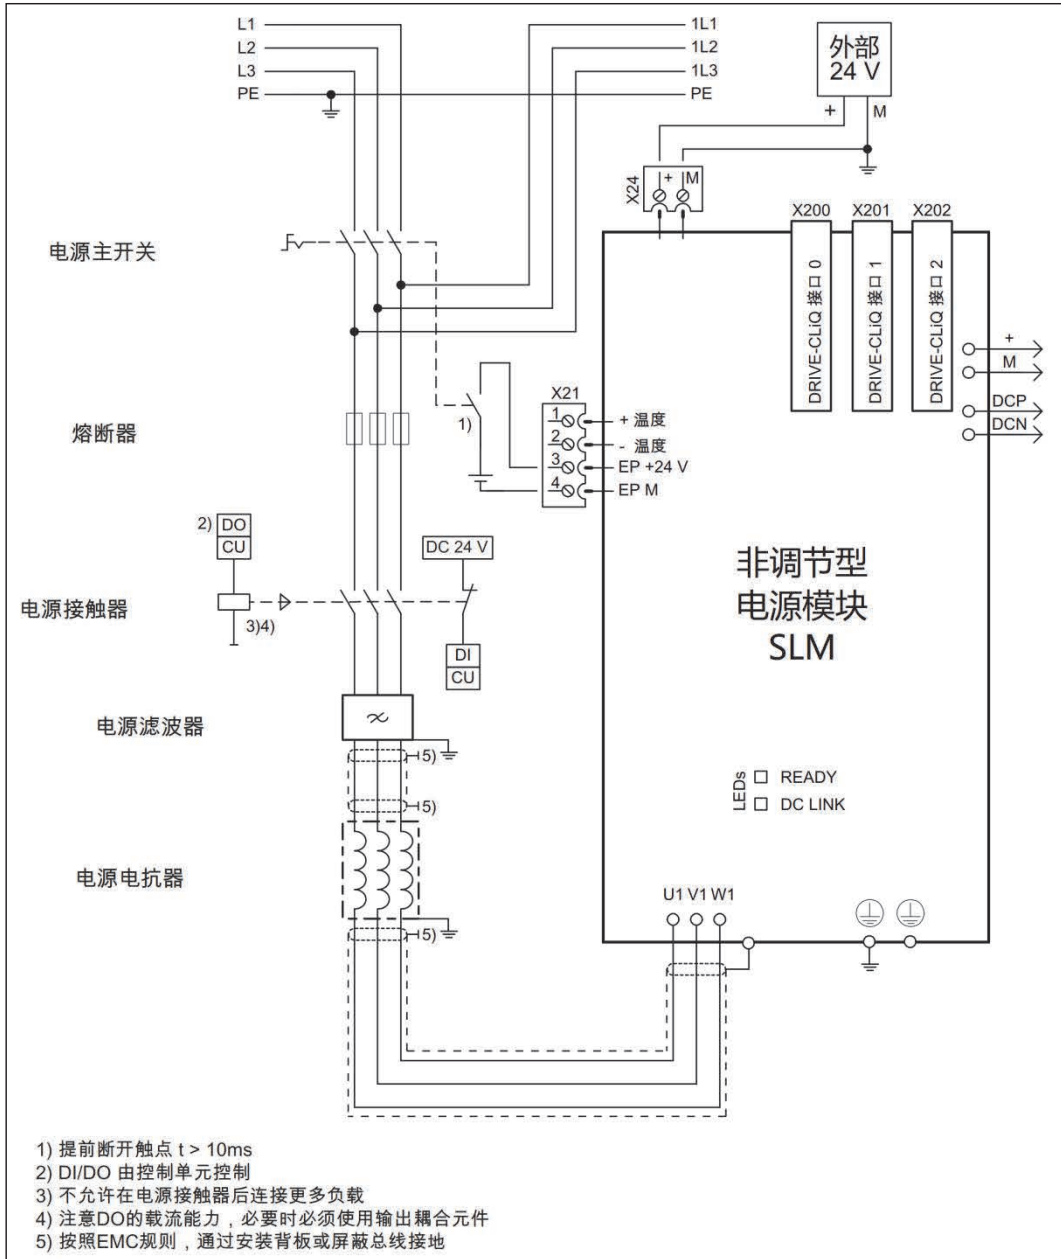 L1
L2
L3
PE
1L1
1L2
1L3
PE
外部
24 V
+
M
X24
+
M
X200
X201
X202
DRIVE-CLiQ 接口 0
DRIVE-CLiQ 接口 1
DRIVE-CLiQ 接口 2
电源主开关
+
M
DCP
DCN
X21
1)
1
+ 温度
2
- 温度
3
EP +24 V
4
EP M
熔断器
2)
DO
CU
DC 24 V
非调节型
电源模块
SLM
电源接触器
3)4)
DI
CU
电源滤波器
5)
5)
LEDs
READY
DC LINK
电源电抗器
5)
U1 V1 W1
1) 提前断开触点 t > 10ms
2) DI/DO 由控制单元控制
3) 不允许在电源接触器后连接更多负载
4) 注意DO的载流能力，必要时必须使用输出耦合元件
5) 按照EMC规则，通过安装背板或屏蔽总线接地